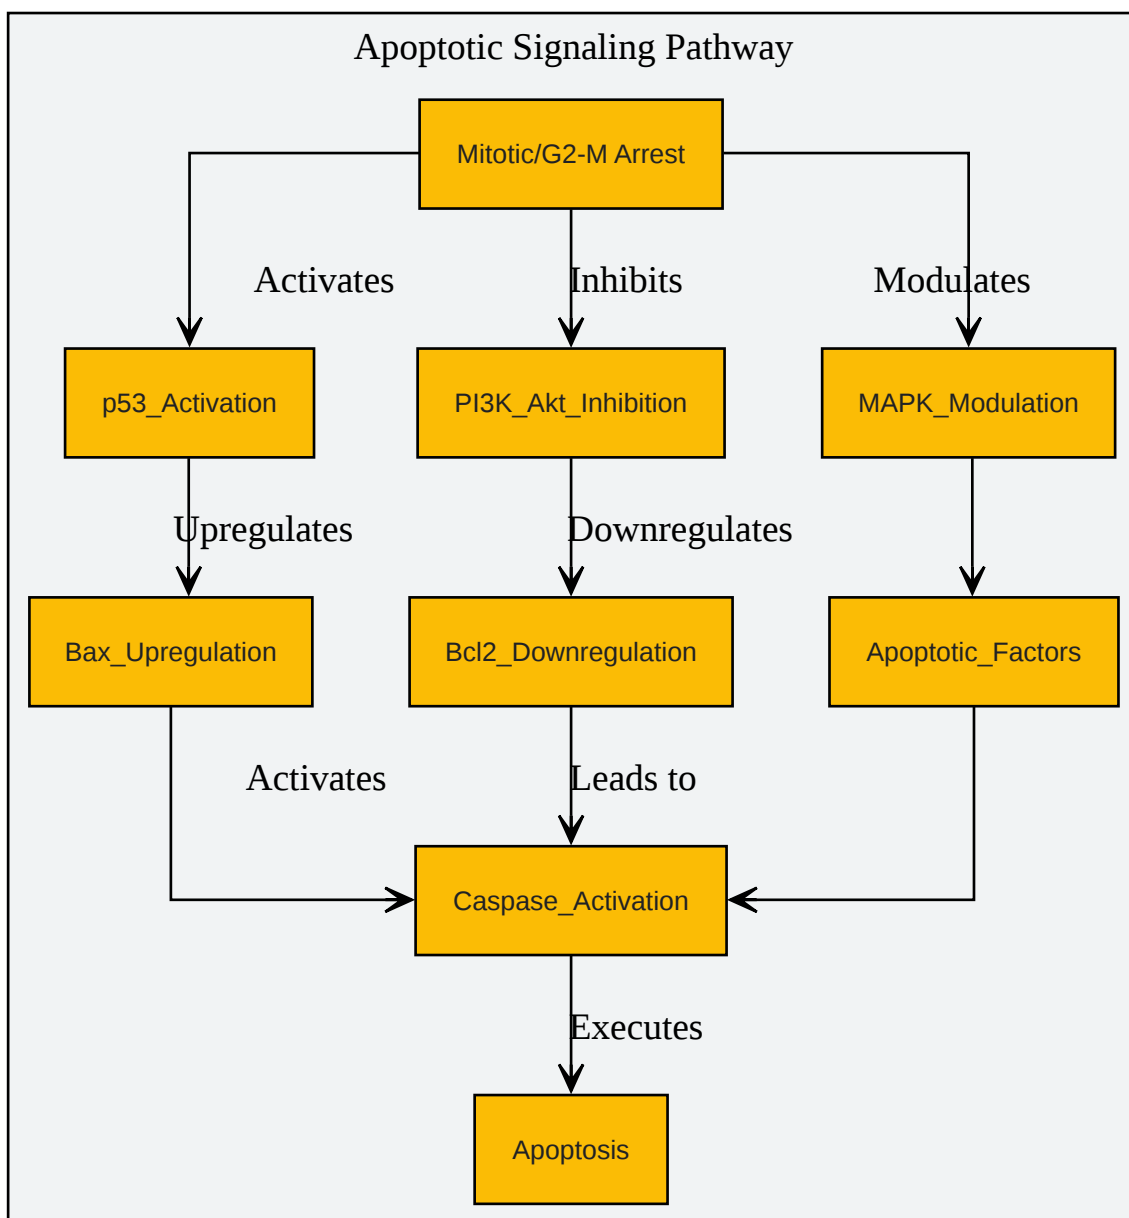 Apoptotic Signaling Pathway
Mitotic/G2-M Arrest
Activates
Inhibits
Modulates
p53_Activation
PI3K_Akt_Inhibition
MAPK_Modulation
Upregulates
Downregulates
Bax_Upregulation
Bcl2_Downregulation
Apoptotic_Factors
Activates
Leads to
Caspase_Activation
Executes
Apoptosis